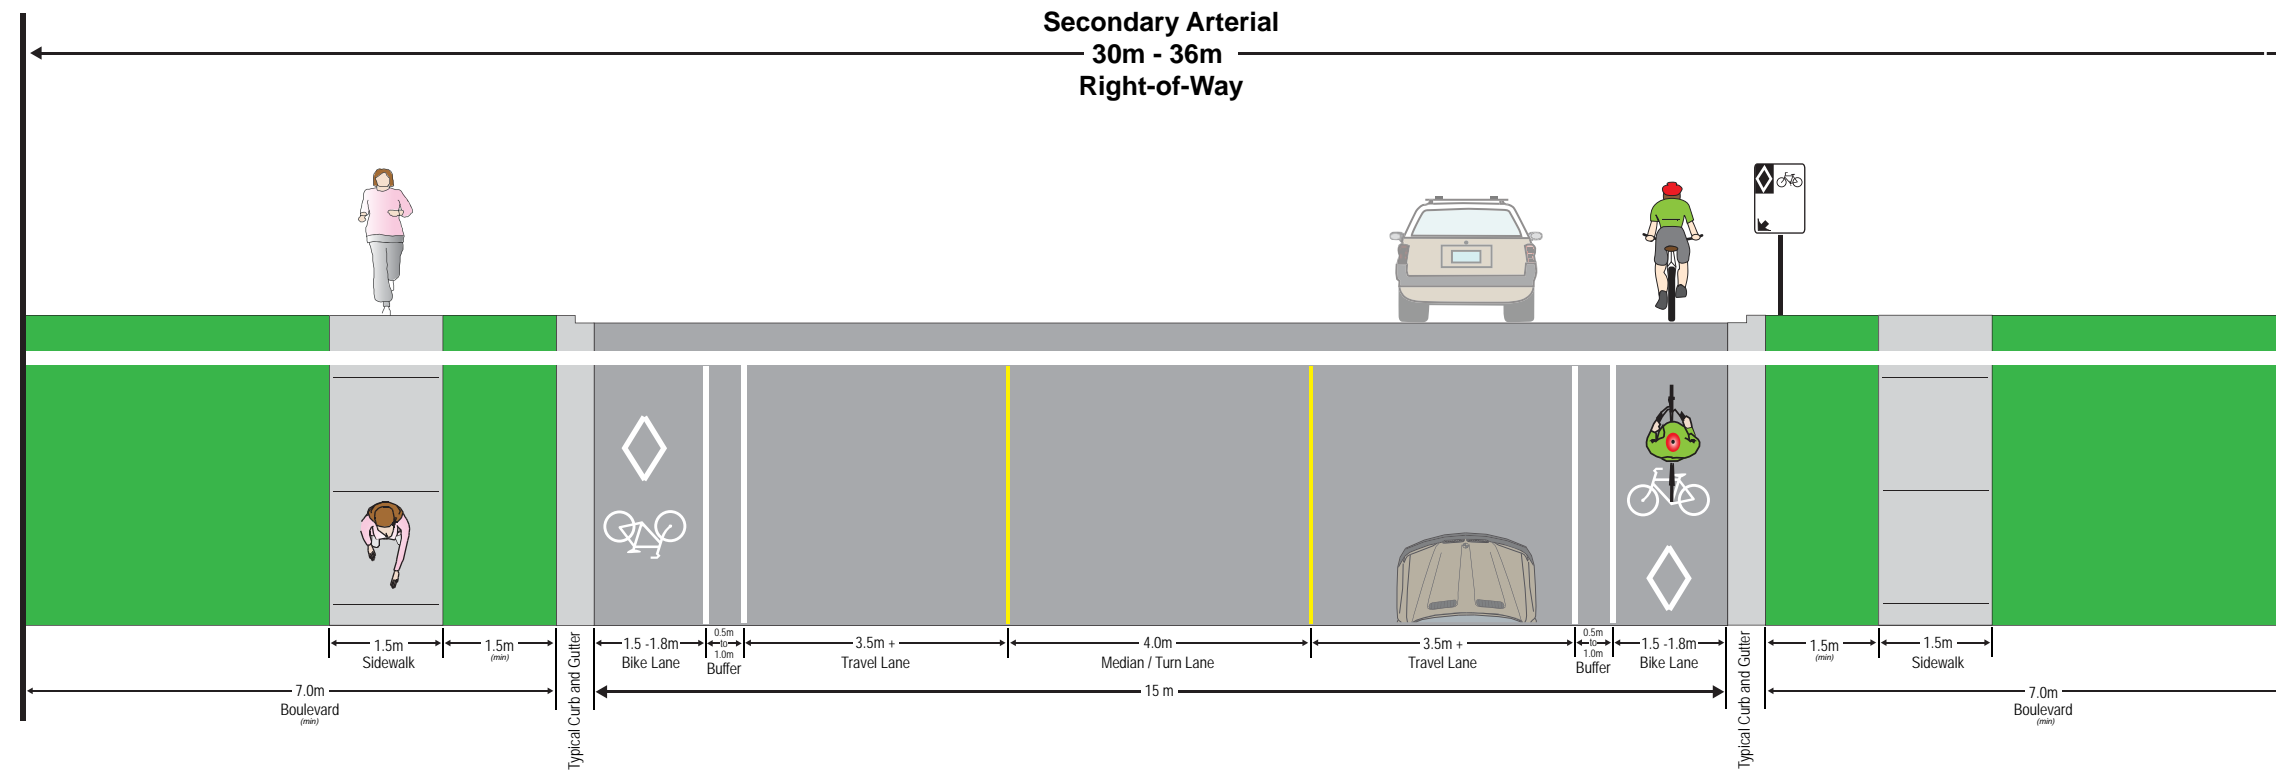 Secondary Arterial
30m - 36m
Right-of-Way
1.5m
Sidewalk
1.5m
(min)
Typical Curb and Gutter
1.5 -1.8m
Bike Lane
0.5m
to
1.0m
Buffer
3.5m +
Travel Lane
4.0m
Median / Turn Lane
3.5m +
Travel Lane
0.5m
to
1.0m
Buffer
1.5 -1.8m
Bike Lane
Typical Curb and Gutter
1.5m
(min)
1.5m
Sidewalk
7.0m
Boulevard
(min)
15 m
7.0m
Boulevard
(min)